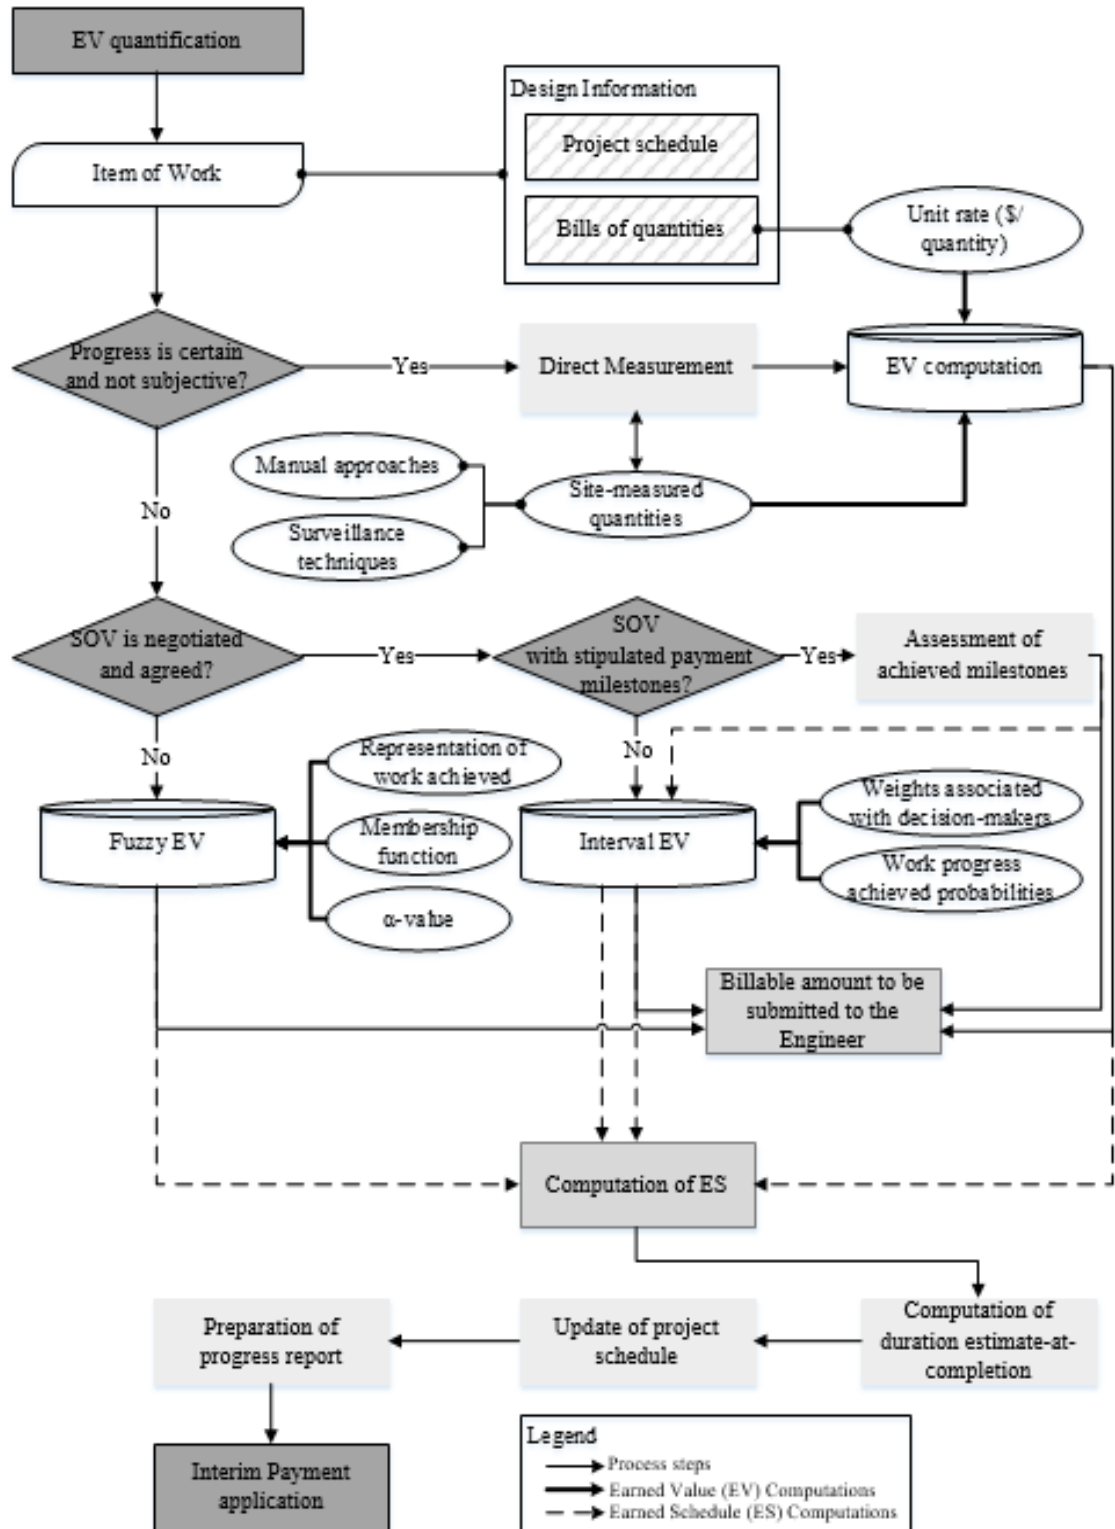 EV quantification
Design Information
Project schedule
Item of Work
Bills of quantities
Unit rate ($/
quantity)
Progress is certain
and not subjective?
Yes
Direct Measurement
EV computation
Manual approaches
Site-measured
quantities
No
Surveillance
techniques
SOV is negotiated
and agreed?
Yes
SOV
with stipulated payment
milestones?
Yes
Assessment of
achieved milestones
No
Representation of
work achieved
No
Weights associated
with decision-makers
Fuzzy EV
Membership
function
Interval EV
Work progress
achieved probabilities
α-value
Billable amount to be
submitted to the
Engineer
Computation of ES
Preparation of
progress report
Update of project
schedule
Computation of
duration estimate-at-
completion
Interim Payment
application
Legend
Process steps
Earned Value (EV) Computations
Earned Schedule (ES) Computations